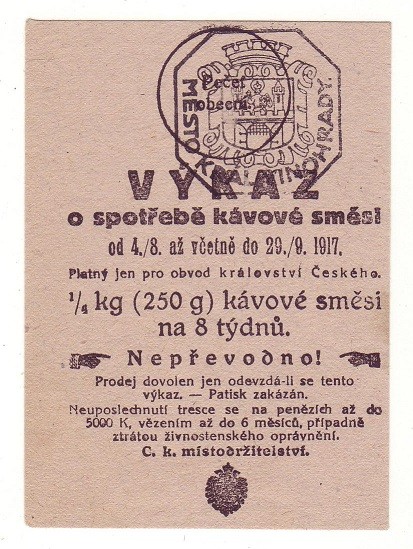 Pečeť
obecní.
MĚSTO KRÁL. VINOHRADY.
VÝKAZ
o spotřebě kávové směsi
od 4./8. až včetně do 29./9. 1917.
Platný jen pro obvod království Českého.
1/4 kg (250 g) kávové směsi
na 8 týdnů.
Nepřevodno!
Prodej dovolen jen odevzdá-li se tento
výkaz. — Patisk zakázán.
Neuposlechnutí tresce se na penězích až do
5000 K, vězením až do 6 měsíců, případně
ztrátou živnostenského oprávnění.
C. k. místodržitelství.